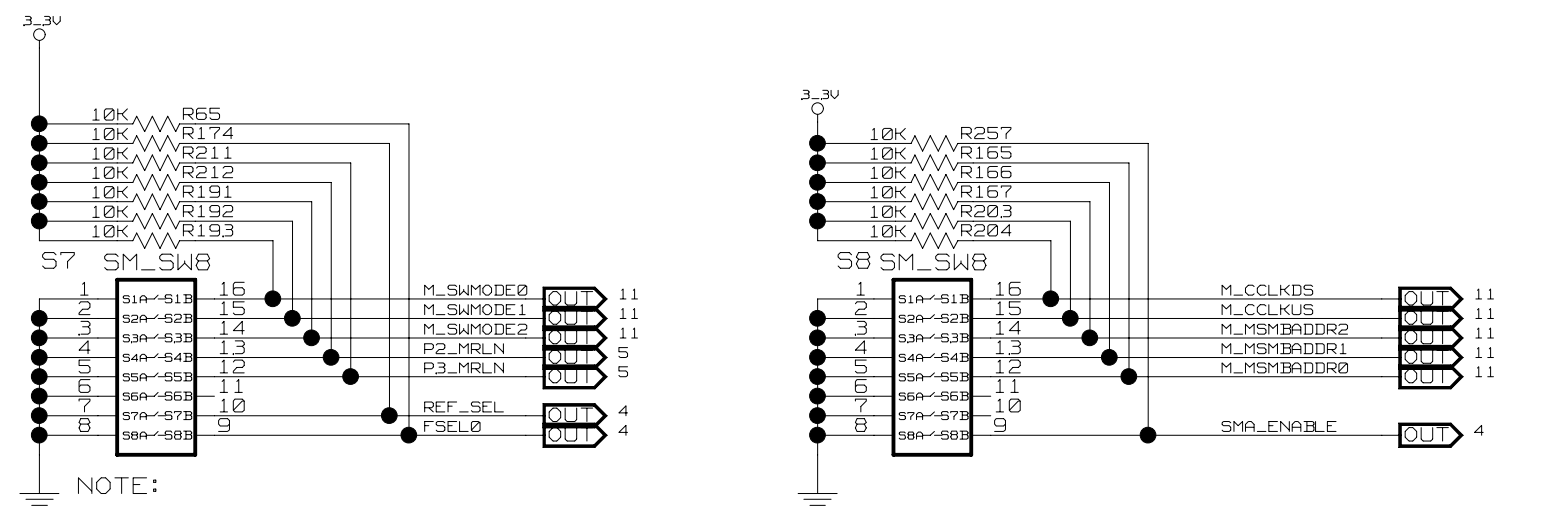 3_3V
10K R65
10K R174
10K R211
10K R212
10K R191
10K R192
10K R193
S7 SM_SW8
1 S1A S1B 16 M_SWMODE0 OUT 11
2 S2A S2B 15 M_SWMODE1 OUT 11
3 S3A S3B 14 M_SWMODE2 OUT 11
4 S4A S4B 13 P2_MRLN OUT 5
5 S5A S5B 12 P3_MRLN OUT 5
6 S6A S6B 11
7 S7A S7B 10 REF_SEL OUT 4
8 S8A S8B 9 FSEL0 OUT 4
NOTE:
3_3V
10K R257
10K R165
10K R166
10K R167
10K R203
10K R204
S8 SM_SW8
1 S1A S1B 16 M_CCLKDS OUT 11
2 S2A S2B 15 M_CCLKUS OUT 11
3 S3A S3B 14 M_MSMBADDR2 OUT 11
4 S4A S4B 13 M_MSMBADDR1 OUT 11
5 S5A S5B 12 M_MSMBADDR0 OUT 11
6 S6A S6B 11
7 S7A S7B 10
8 S8A S8B 9 SMA_ENABLE OUT 4